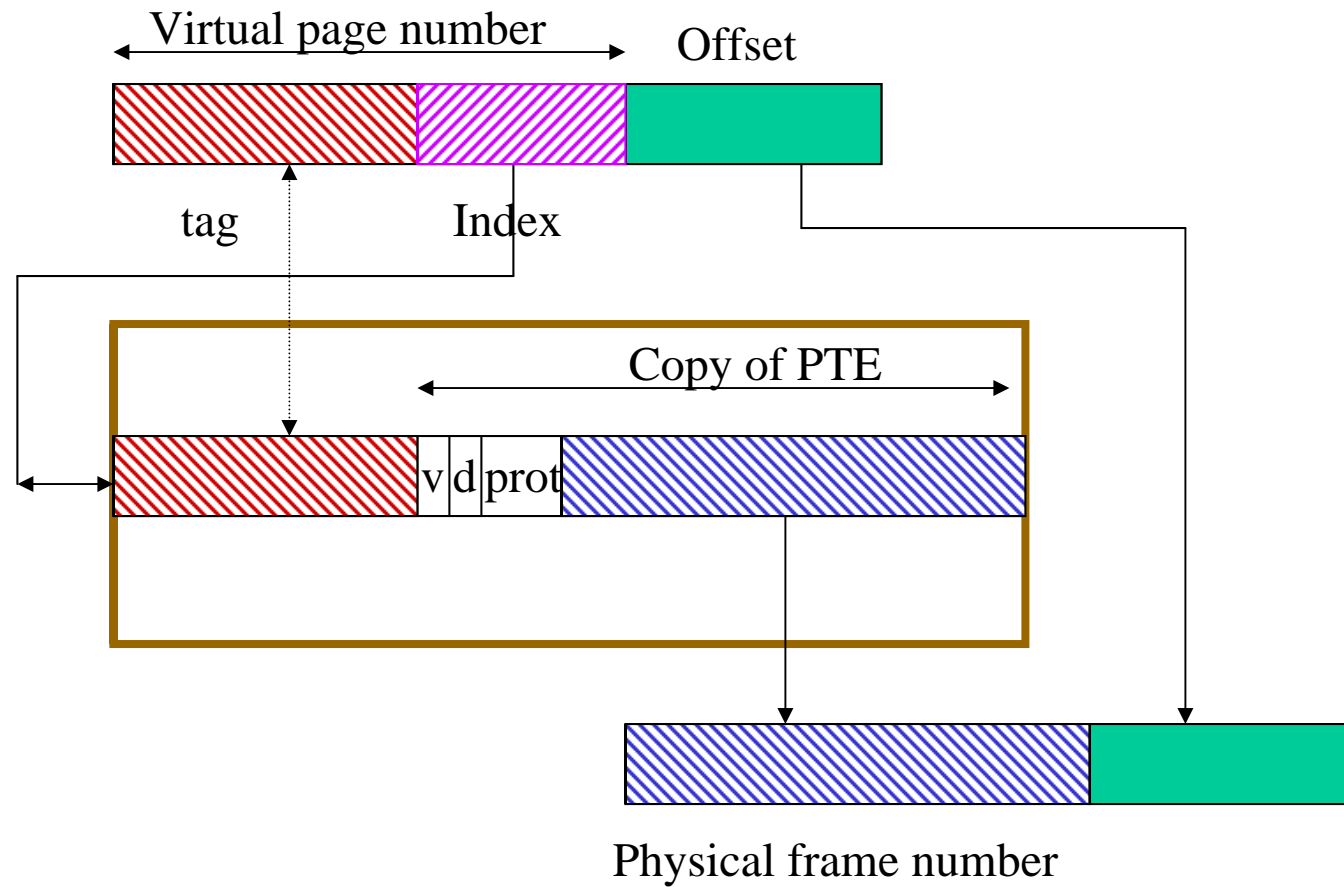 Virtual page number
Offset
tag
Index
Copy of PTE
v d prot
Physical frame number